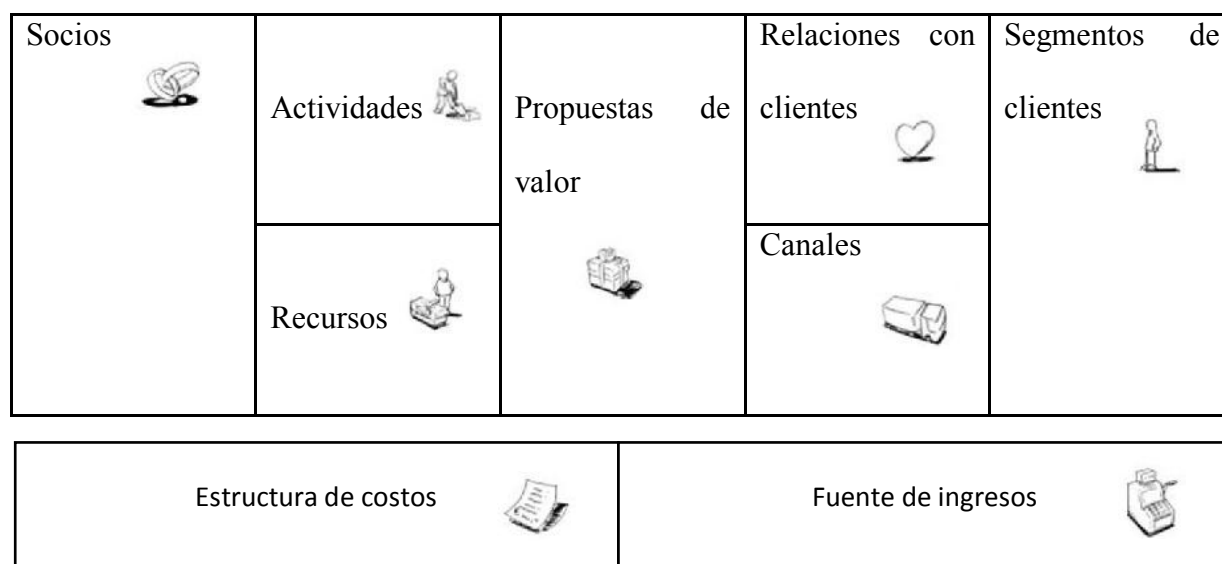 Socios
Actividades
Recursos
Propuestas de
valor
Relaciones con
clientes
Canales
Segmentos de
clientes
Estructura de costos
Fuente de ingresos